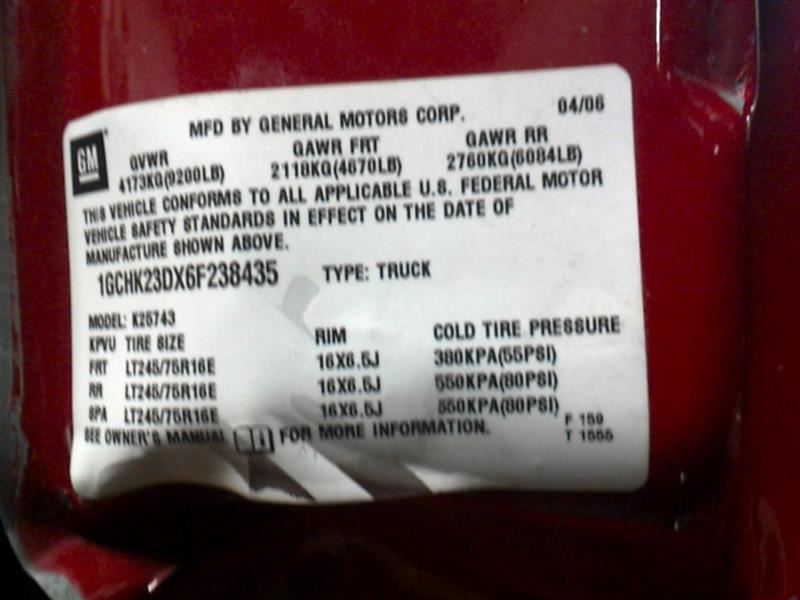 MFD BY GENERAL MOTORS CORP. 04/06
GM
GVWR GAWR FRT GAWR RR
4173KG(9200LB) 2118KG(4670LB) 2760KG(6084LB)
THIS VEHICLE CONFORMS TO ALL APPLICABLE U.S. FEDERAL MOTOR
VEHICLE SAFETY STANDARDS IN EFFECT ON THE DATE OF
MANUFACTURE SHOWN ABOVE.
1GCHK23DX6F238435 TYPE: TRUCK
MODEL: K25743
KPVU TIRE SIZE RIM COLD TIRE PRESSURE
FRT LT245/75R16E 16X6.5J 380KPA(55PSI)
RR LT245/75R16E 16X6.5J 550KPA(80PSI)
SPA LT245/75R16E 16X6.5J 550KPA(80PSI)
SEE OWNER'S MANUAL FOR MORE INFORMATION.
F 159
T 1555